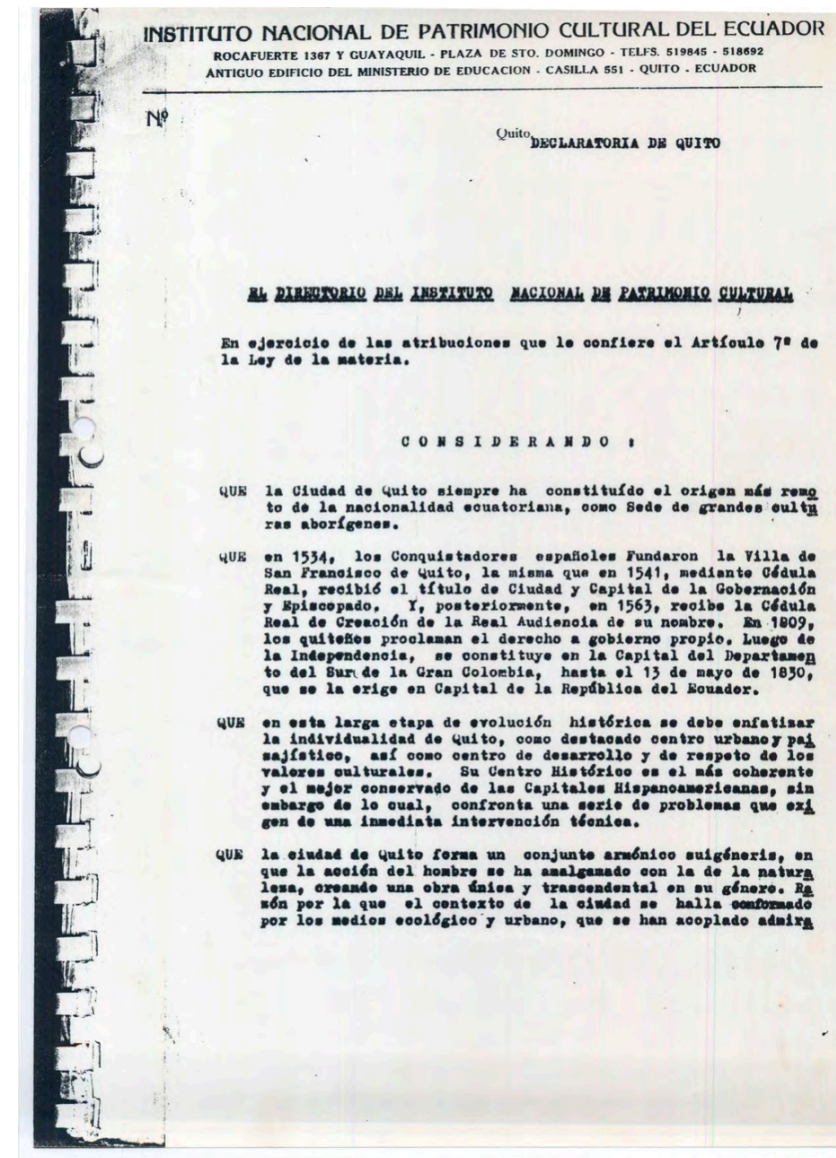 INSTITUTO NACIONAL DE PATRIMONIO CULTURAL DEL ECUADOR
ROCAFUERTE 1367 Y GUAYAQUIL - PLAZA DE STO. DOMINGO - TELFS. 519845 - 518692
ANTIGUO EDIFICIO DEL MINISTERIO DE EDUCACION - CASILLA 551 - QUITO - ECUADOR
Nº
Quito, DECLARATORIA DE QUITO
EL DIRECTORIO DEL INSTITUTO NACIONAL DE PATRIMONIO CULTURAL
En ejercicio de las atribuciones que le confiere el Artículo 7º de
la Ley de la materia.
C O N S I D E R A N D O :
QUE la Ciudad de Quito siempre ha constituído el origen más remo
to de la nacionalidad ecuatoriana, como Sede de grandes cultu
ras aborígenes.
QUE en 1534, los Conquistadores españoles Fundaron la Villa de
San Francisco de Quito, la misma que en 1541, mediante Cédula
Real, recibió el título de Ciudad y Capital de la Gobernación
y Episcopado. Y, posteriormente, en 1563, recibe la Cédula
Real de Creación de la Real Audiencia de su nombre. En 1809,
los quiteños proclaman el derecho a gobierno propio. Luego de
la Independencia, se constituye en la Capital del Departamen
to del Sur de la Gran Colombia, hasta el 13 de mayo de 1830,
que se la erige en Capital de la República del Ecuador.
QUE en esta larga etapa de evolución histórica se debe enfatizar
la individualidad de Quito, como destacado centro urbano y pai
sajístico, así como centro de desarrollo y de respeto de los
valores culturales. Su Centro Histórico es el más coherente
y el mejor conservado de las Capitales Hispanoamericanas, sin
embargo de lo cual, confronta una serie de problemas que exi
gen de una inmediata intervención técnica.
QUE la ciudad de Quito forma un conjunto armónico suigéneris, en
que la acción del hombre se ha amalgamado con la de la natura
leza, creando una obra única y trascendental en su género. Ra
zón por la que el contexto de la ciudad se halla conformado
por los medios ecológico y urbano, que se han acoplado admira